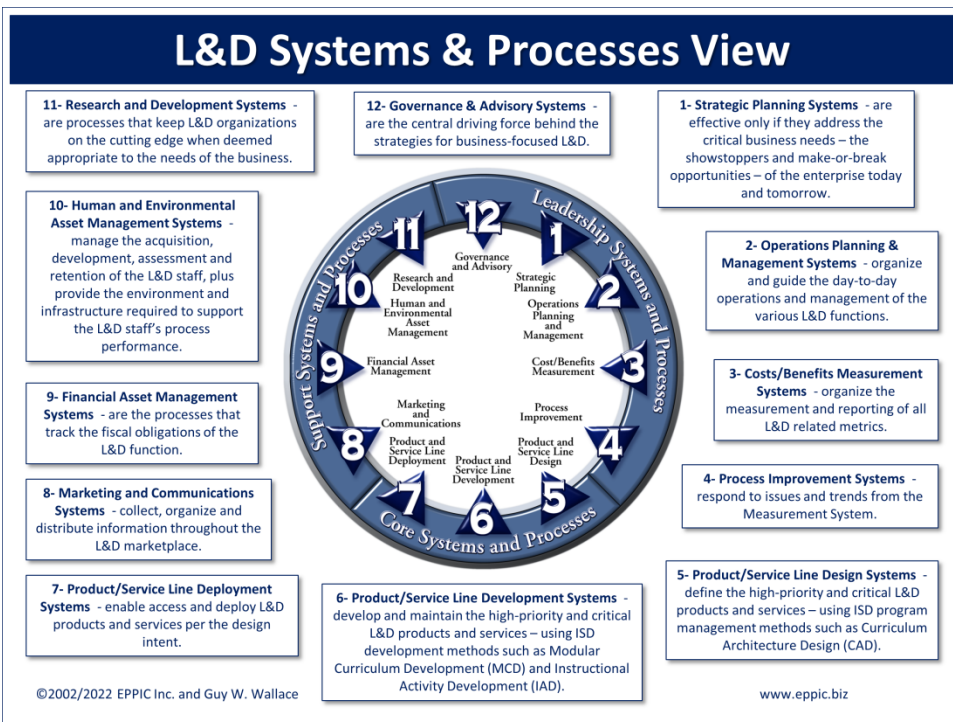 L&D Systems & Processes View
11- Research and Development Systems -
are processes that keep L&D organizations
on the cutting edge when deemed
appropriate to the needs of the business.
12- Governance & Advisory Systems -
are the central driving force behind the
strategies for business-focused L&D.
1- Strategic Planning Systems - are
effective only if they address the
critical business needs – the
showstoppers and make-or-break
opportunities – of the enterprise today
and tomorrow.
10- Human and Environmental
Asset Management Systems -
manage the acquisition,
development, assessment and
retention of the L&D staff, plus
provide the environment and
infrastructure required to support
the L&D staff's process
performance.
2- Operations Planning &
Management Systems - organize
and guide the day-to-day
operations and management of the
various L&D functions.
9- Financial Asset Management
Systems - are the processes that
track the fiscal obligations of the
L&D function.
3- Costs/Benefits Measurement
Systems - organize the
measurement and reporting of all
L&D related metrics.
8- Marketing and Communications
Systems - collect, organize and
distribute information throughout the
L&D marketplace.
4- Process Improvement Systems -
respond to issues and trends from the
Measurement System.
7- Product/Service Line Deployment
Systems - enable access and deploy L&D
products and services per the design
intent.
6- Product/Service Line Development Systems -
develop and maintain the high-priority and critical
L&D products and services – using ISD
development methods such as Modular
Curriculum Development (MCD) and Instructional
Activity Development (IAD).
5- Product/Service Line Design Systems -
define the high-priority and critical L&D
products and services – using ISD program
management methods such as Curriculum
Architecture Design (CAD).
Leadership Systems and Processes
Core Systems and Processes
Support Systems and Processes
12
Governance
and Advisory
1
Strategic
Planning
2
Operations
Planning
and
Management
3
Cost/Benefits
Measurement
4
Process
Improvement
5
Product and
Service Line
Design
6
Product and
Service Line
Development
7
Product and
Service Line
Deployment
8
Marketing
and
Communications
9
Financial Asset
Management
10
Human and
Environmental
Asset
Management
11
Research and
Development
©2002/2022 EPPIC Inc. and Guy W. Wallace
www.eppic.biz